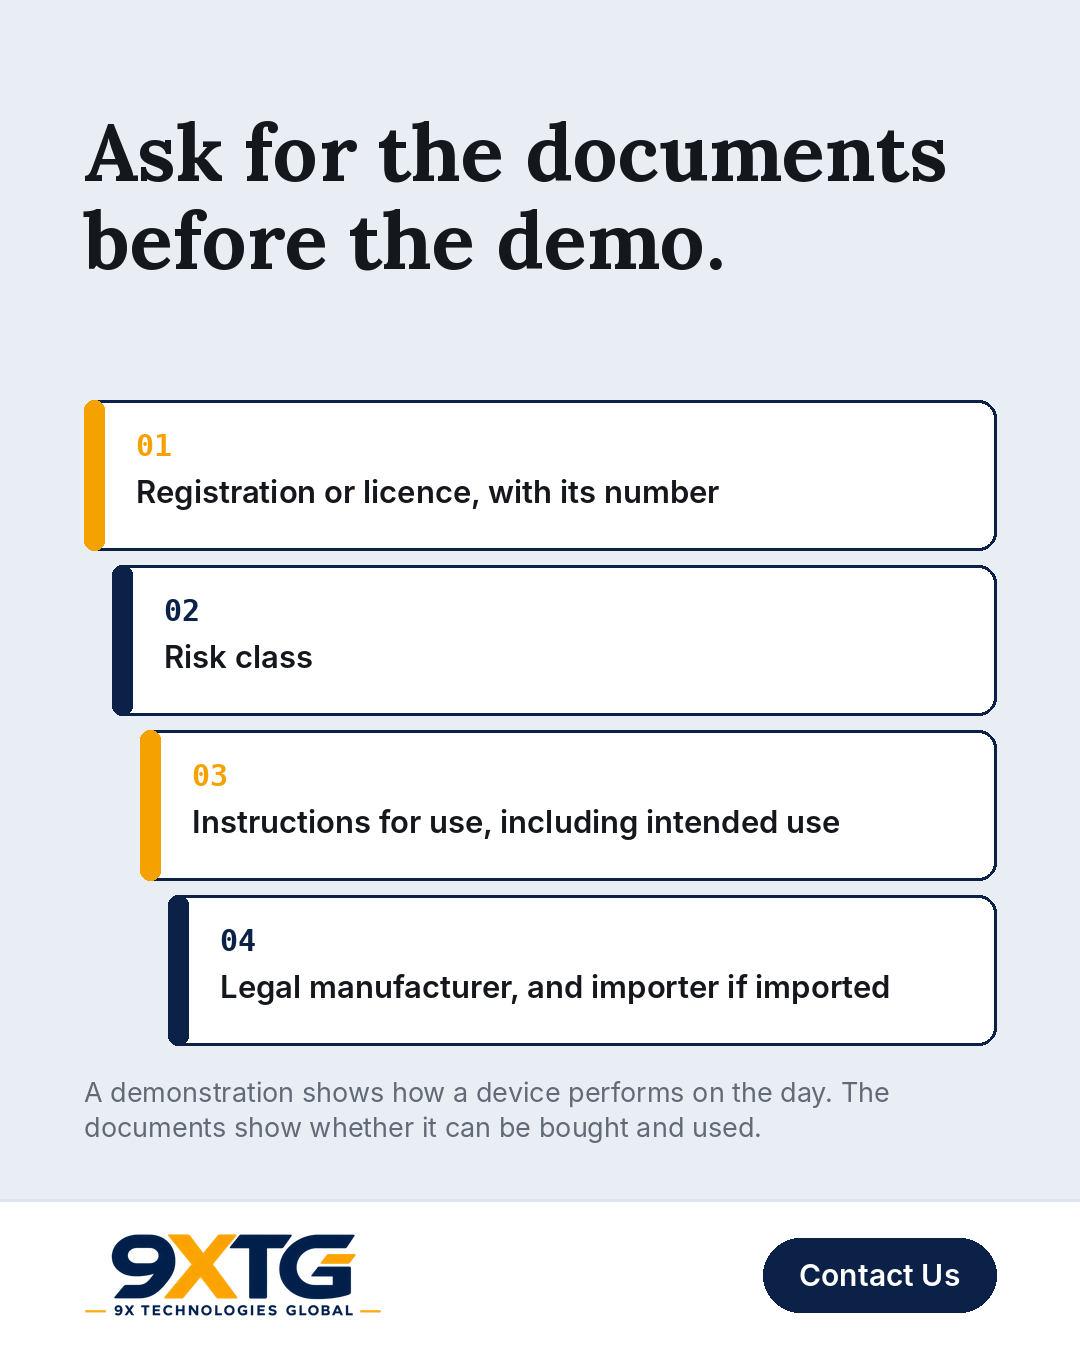 Ask for the documents
before the demo.
01
Registration or licence, with its number
02
Risk class
03
Instructions for use, including intended use
04
Legal manufacturer, and importer if imported
A demonstration shows how a device performs on the day. The
documents show whether it can be bought and used.
9XTG
9X TECHNOLOGIES GLOBAL
Contact Us